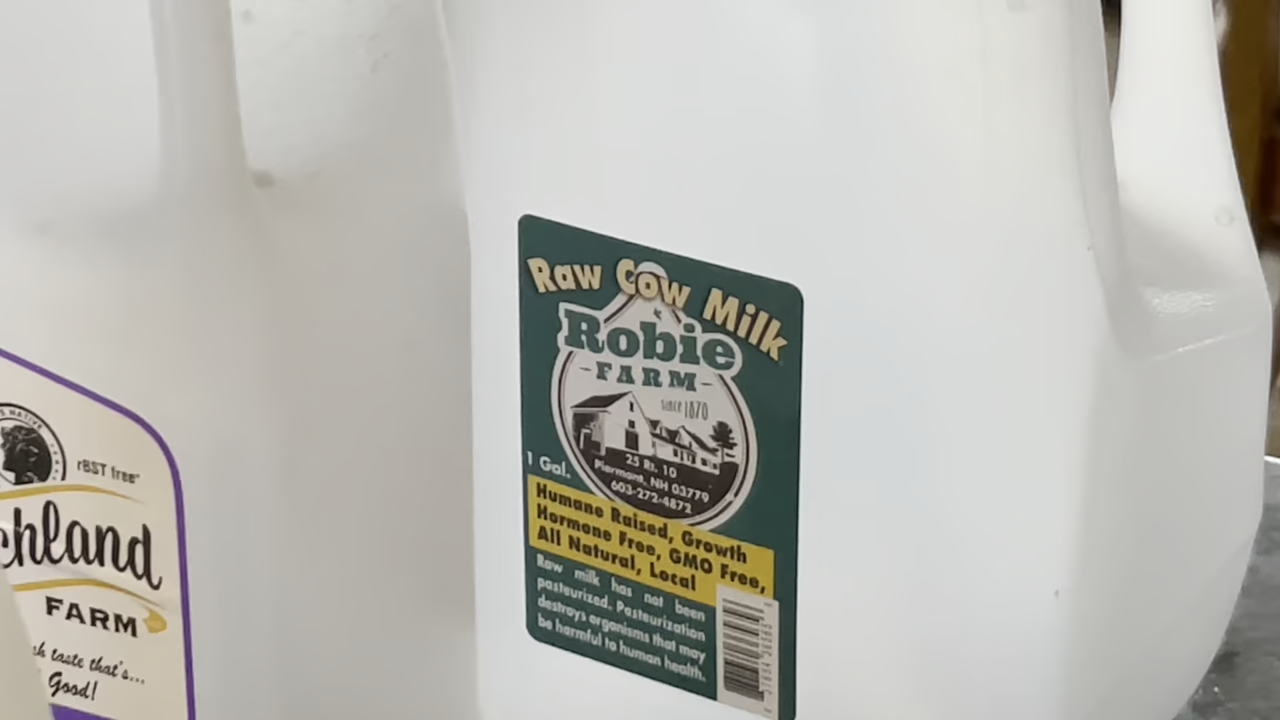 rBST free*
chland
FARM
taste that's...
Good!
Raw Cow Milk
Robie
-FARM-
since 1870
25 Rt. 10
Piermont, NH 03779
603-272-4872
1 Gal.
Humane Raised, Growth
Hormone Free, GMO Free,
All Natural, Local
Raw milk has not been
pasteurized. Pasteurization
destroys organisms that may
be harmful to human health.